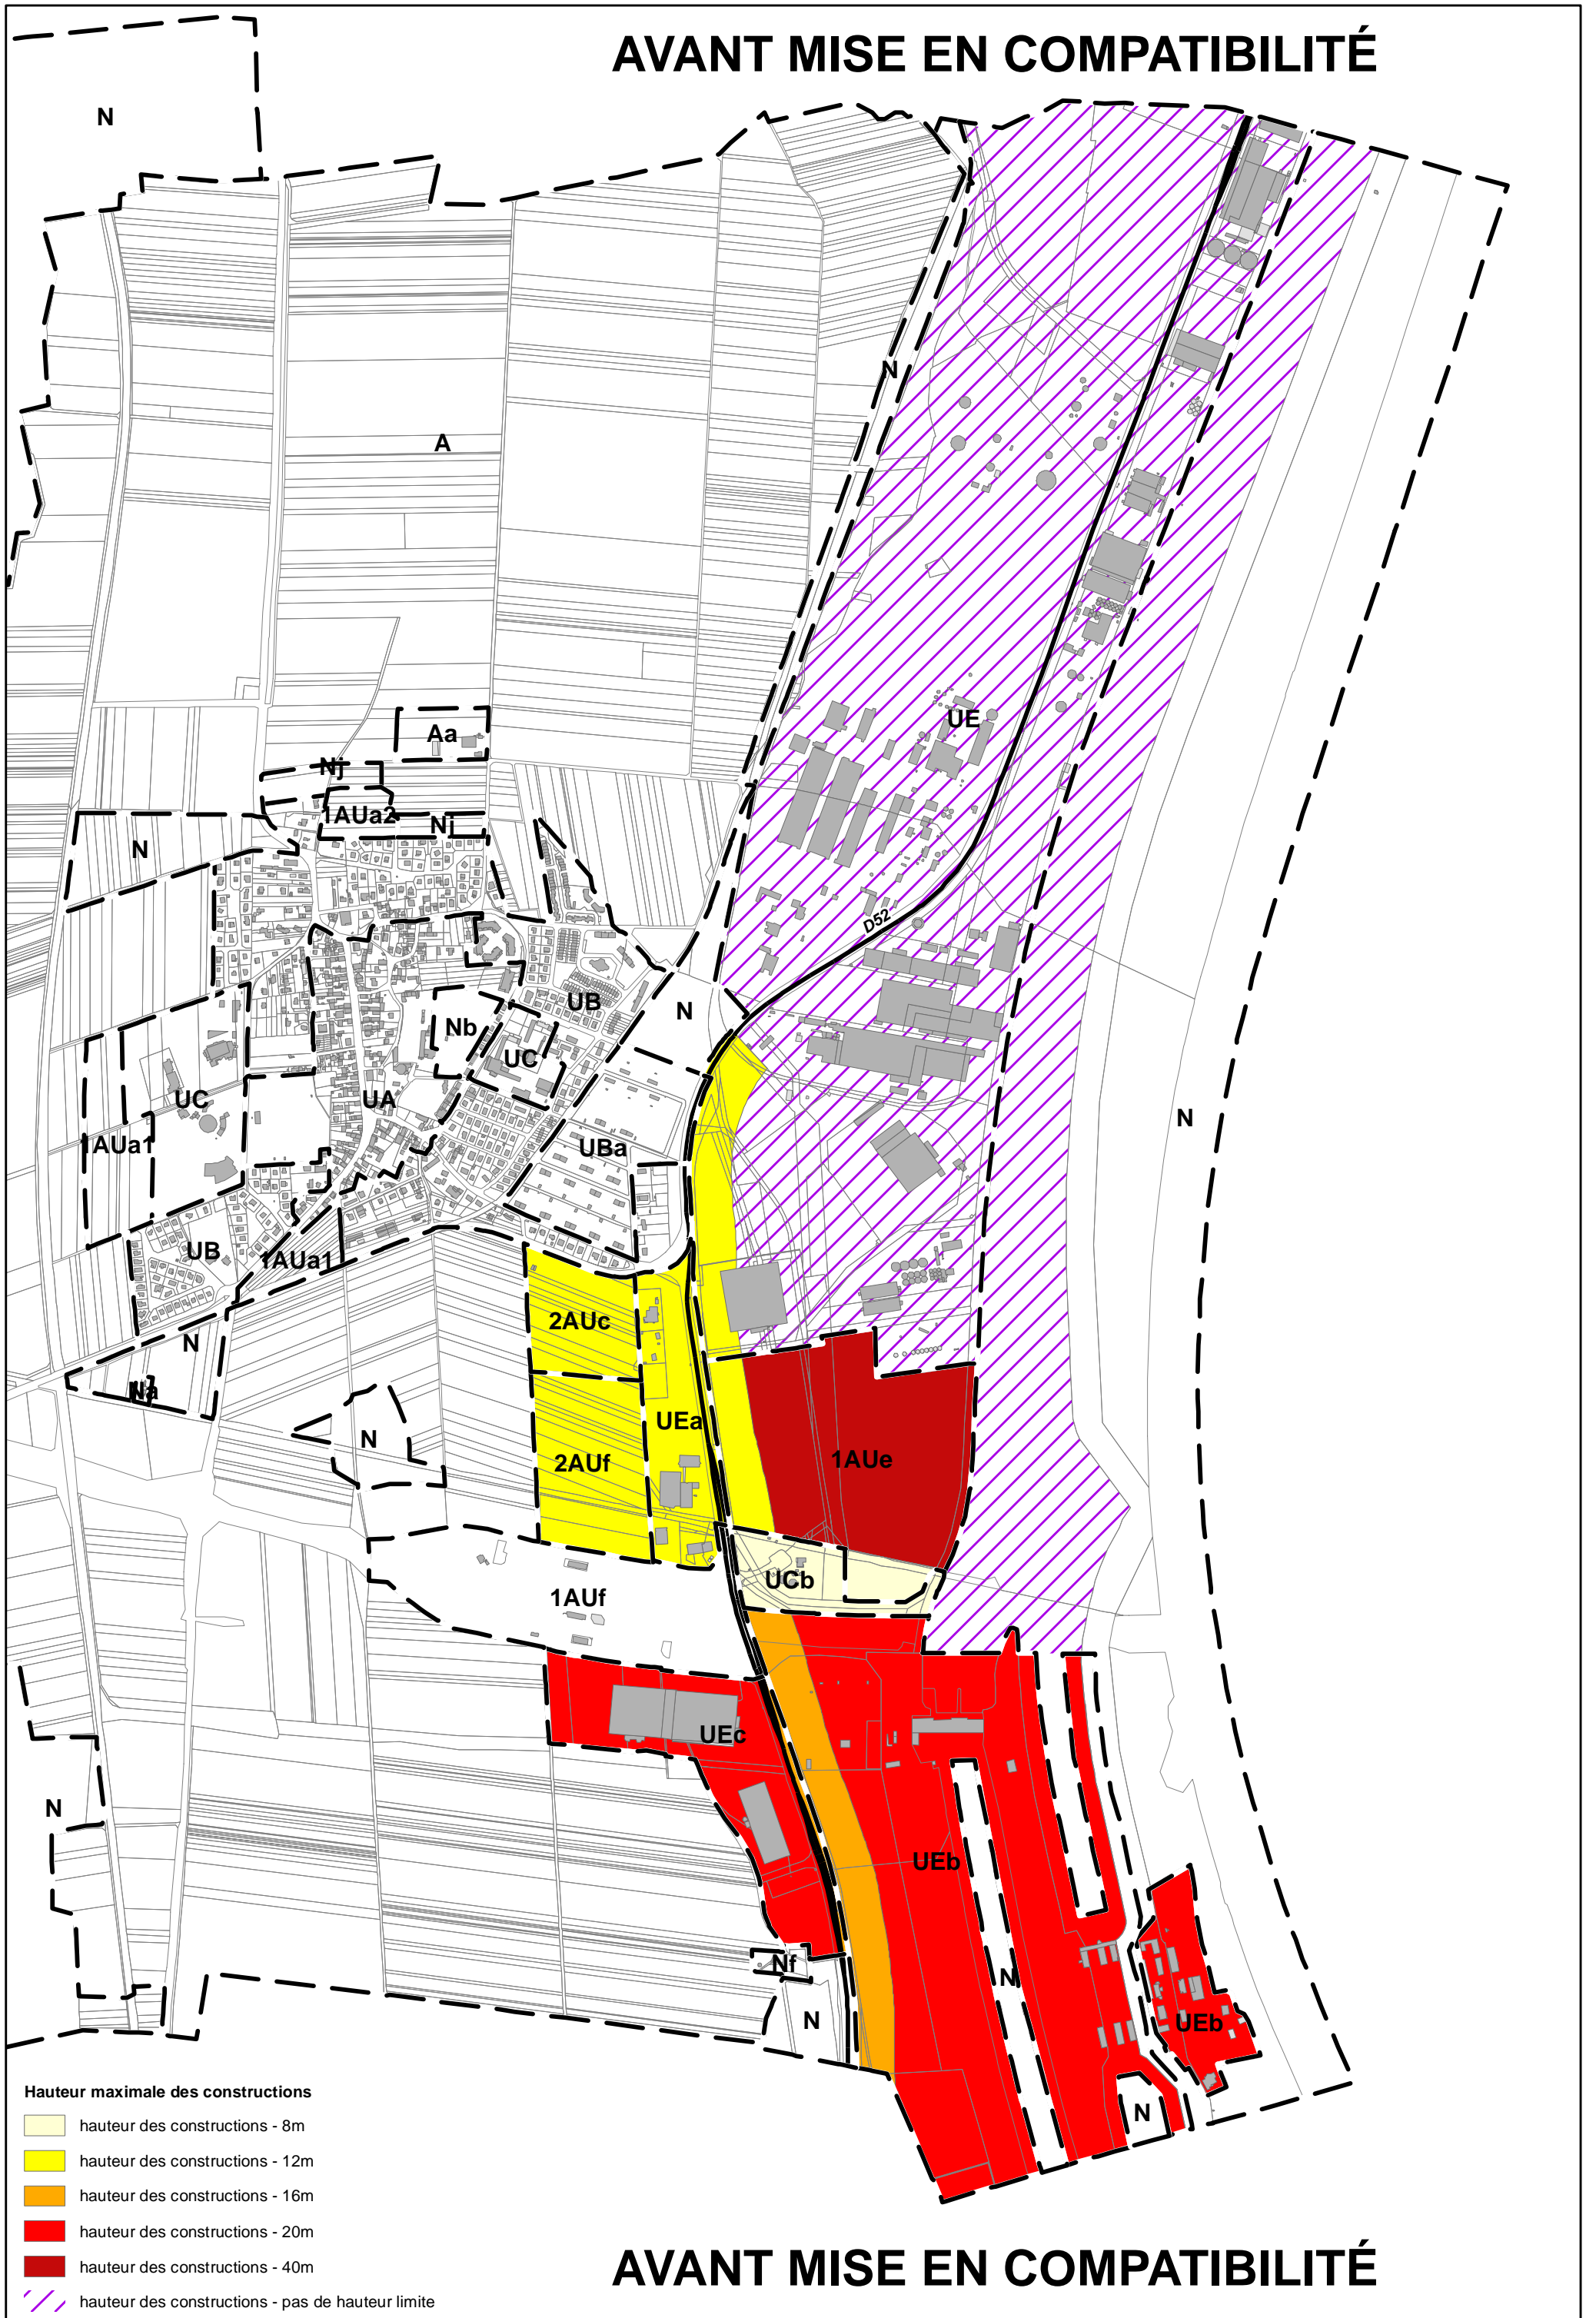 AVANT MISE EN COMPATIBILITÉ
N
N
A
UE
Aa
Nj
1AUa2
Nj
N
D52
UB
N
Nb
UC
UC
UA
N
1AUa1
UBa
UB
1AUa1
2AUc
N
Na
UEa
N
1AUe
2AUf
UCb
1AUf
UEc
N
UEb
Nf
N
N
UEb
N
Hauteur maximale des constructions
hauteur des constructions - 8m
hauteur des constructions - 12m
hauteur des constructions - 16m
hauteur des constructions - 20m
hauteur des constructions - 40m
hauteur des constructions - pas de hauteur limite
AVANT MISE EN COMPATIBILITÉ